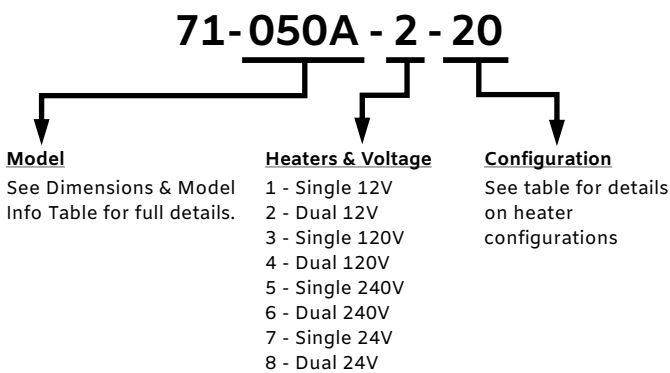 71-050A - 2 - 20
Model
See Dimensions & Model
Info Table for full details.
Heaters & Voltage
1 - Single 12V
2 - Dual 12V
3 - Single 120V
4 - Dual 120V
5 - Single 240V
6 - Dual 240V
7 - Single 24V
8 - Dual 24V
Configuration
See table for details
on heater
configurations